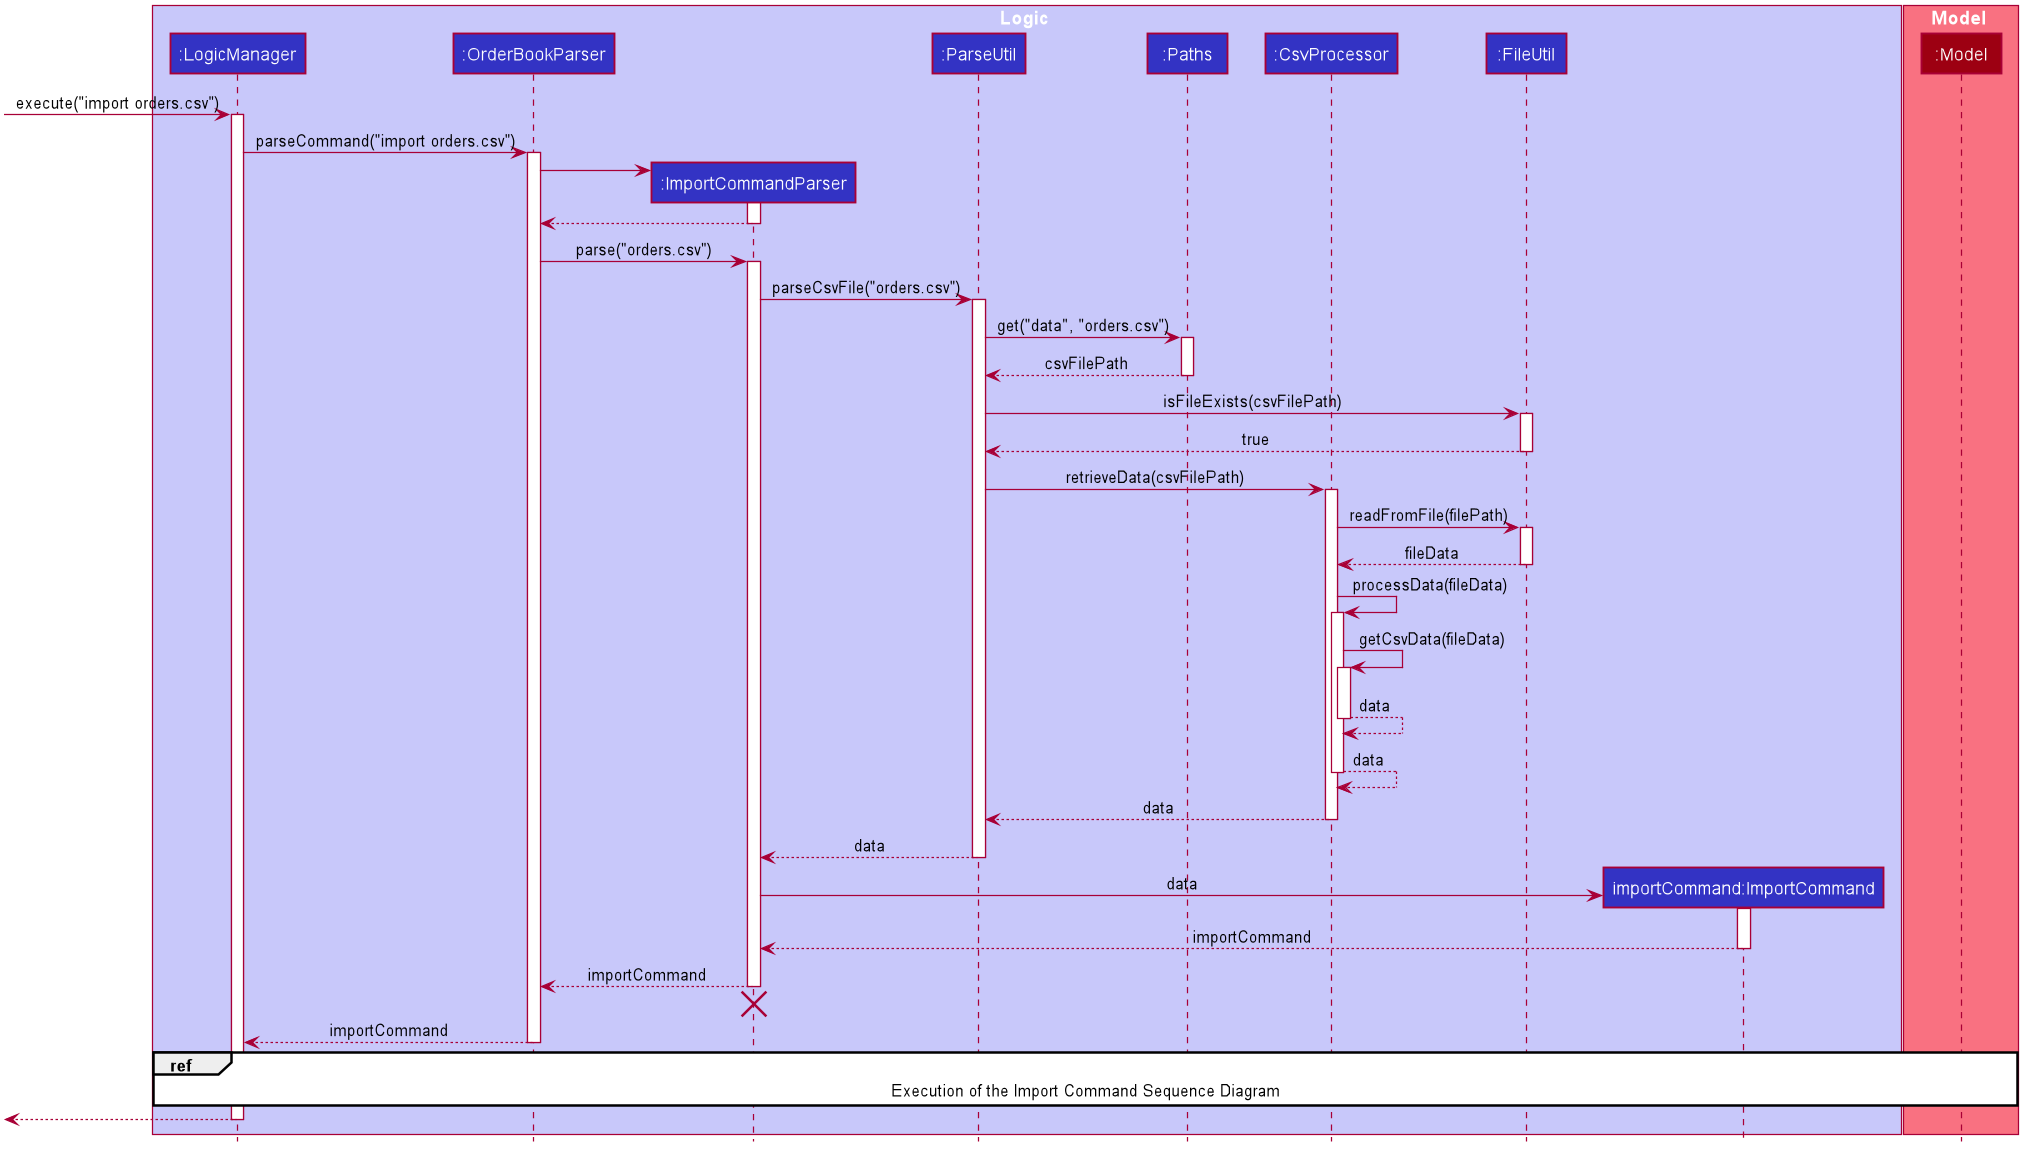 Logic
Model
:LogicManager
:OrderBookParser
:ParseUtil
:Paths
:CsvProcessor
:FileUtil
:Model
execute("import orders.csv")
parseCommand("import orders.csv")
:ImportCommandParser
parse("orders.csv")
parseCsvFile("orders.csv")
get("data", "orders.csv")
csvFilePath
isFileExists(csvFilePath)
true
retrieveData(csvFilePath)
readFromFile(filePath)
fileData
processData(fileData)
getCsvData(fileData)
data
data
data
data
data
importCommand:ImportCommand
importCommand
importCommand
importCommand
ref
Execution of the Import Command Sequence Diagram